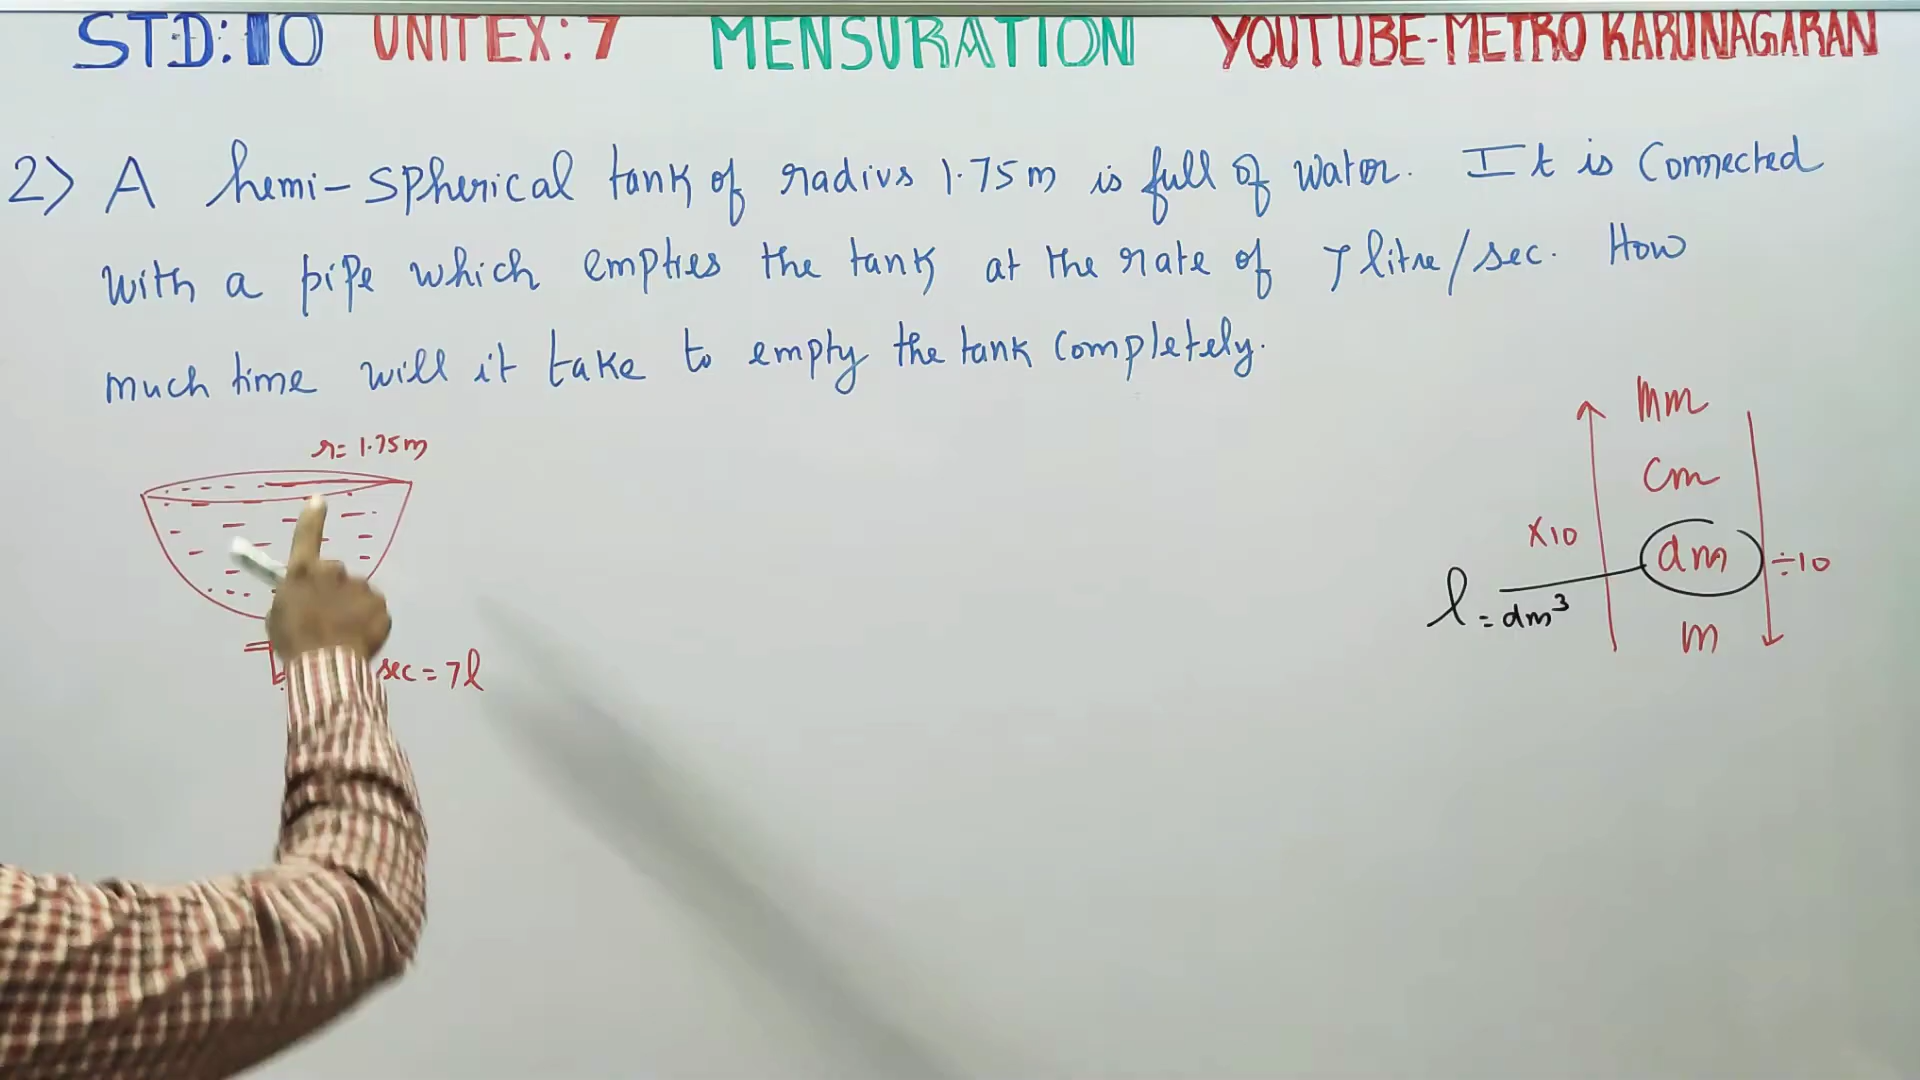 STD:10 UNITEX:7 MENSURATION YOUTUBE-METRO KARUNAGARAN
2) A hemi-spherical tank of radius 1.75m is full of water. It is Connected
with a pipe which empties the tank at the rate of 7 litre/sec. How
much time will it take to empty the tank completely.
r=1.75m
sec=7l
mm
cm
×10 dm ÷10
l=dm³
m